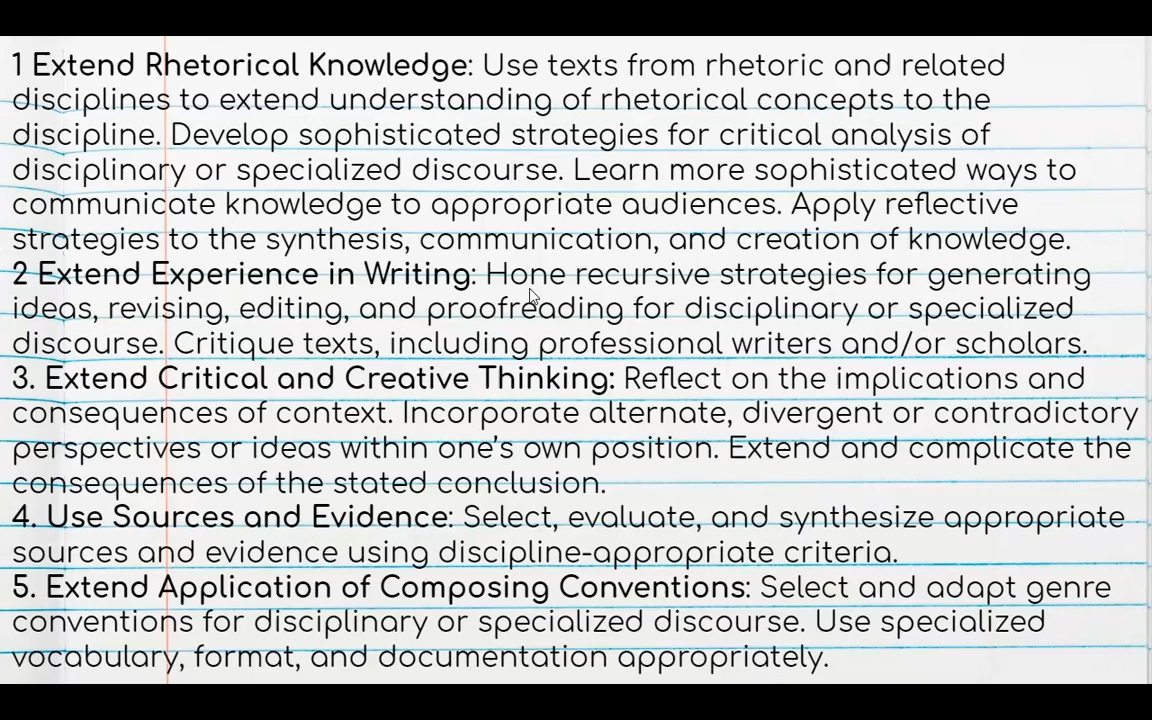 1 Extend Rhetorical Knowledge: Use texts from rhetoric and related
disciplines to extend understanding of rhetorical concepts to the
discipline. Develop sophisticated strategies for critical analysis of
disciplinary or specialized discourse. Learn more sophisticated ways to
communicate knowledge to appropriate audiences. Apply reflective
strategies to the synthesis, communication, and creation of knowledge.
2 Extend Experience in Writing: Hone recursive strategies for generating
ideas, revising, editing, and proofreading for disciplinary or specialized
discourse. Critique texts, including professional writers and/or scholars.
3. Extend Critical and Creative Thinking: Reflect on the implications and
consequences of context. Incorporate alternate, divergent or contradictory
perspectives or ideas within one's own position. Extend and complicate the
consequences of the stated conclusion.
4. Use Sources and Evidence: Select, evaluate, and synthesize appropriate
sources and evidence using discipline-appropriate criteria.
5. Extend Application of Composing Conventions: Select and adapt genre
conventions for disciplinary or specialized discourse. Use specialized
vocabulary, format, and documentation appropriately.